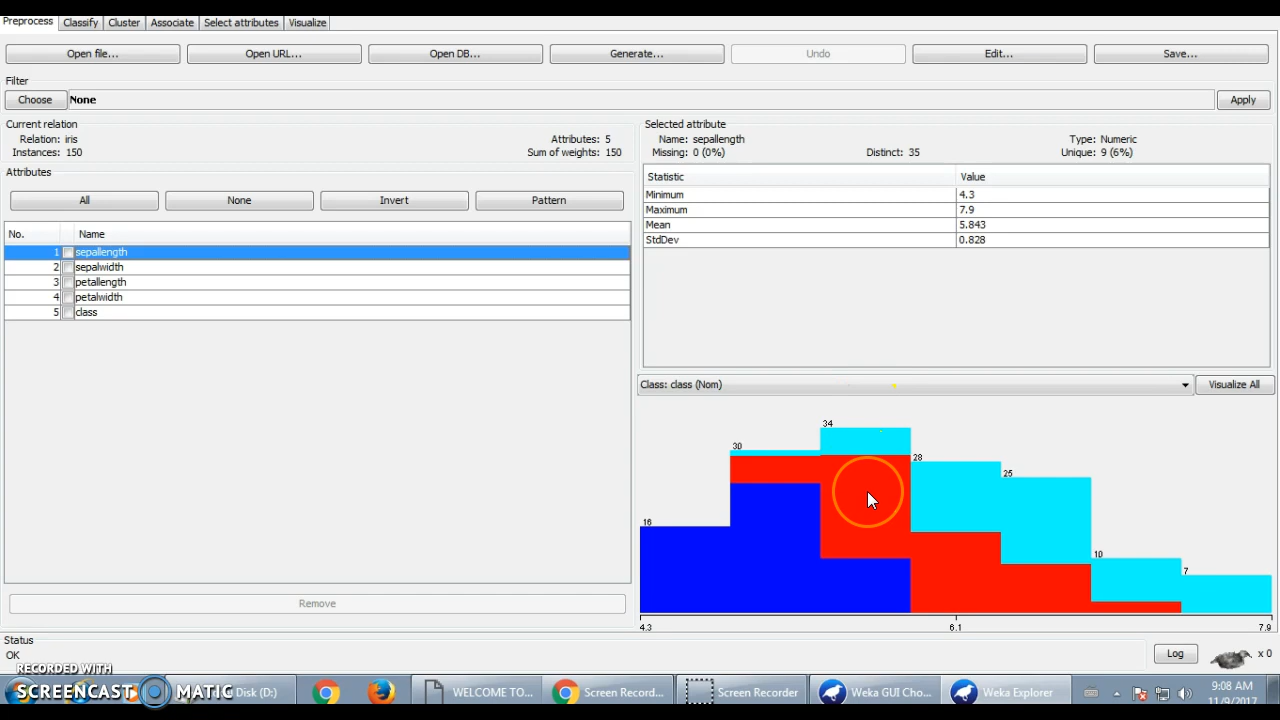 Preprocess Classify Cluster Associate Select attributes Visualize
Open file... Open URL... Open DB... Generate... Undo Edit... Save...
Filter
Choose None Apply
Current relation
Relation: iris Attributes: 5
Instances: 150 Sum of weights: 150
Attributes
All None Invert Pattern
No. Name
1 sepallength
2 sepalwidth
3 petallength
4 petalwidth
5 class
Remove
Selected attribute
Name: sepallength Type: Numeric
Missing: 0 (0%) Distinct: 35 Unique: 9 (6%)
Statistic Value
Minimum 4.3
Maximum 7.9
Mean 5.843
StdDev 0.828
Class: class (Nom) Visualize All
34
30
28
25
16
10
7
4.3 6.1 7.9
Status
OK
Log x 0
RECORDED WITH
SCREENCAST MATIC
Disk (D:) WELCOME TO... Screen Record... Screen Recorder Weka GUI Cho... Weka Explorer
9:08 AM
11/9/2017